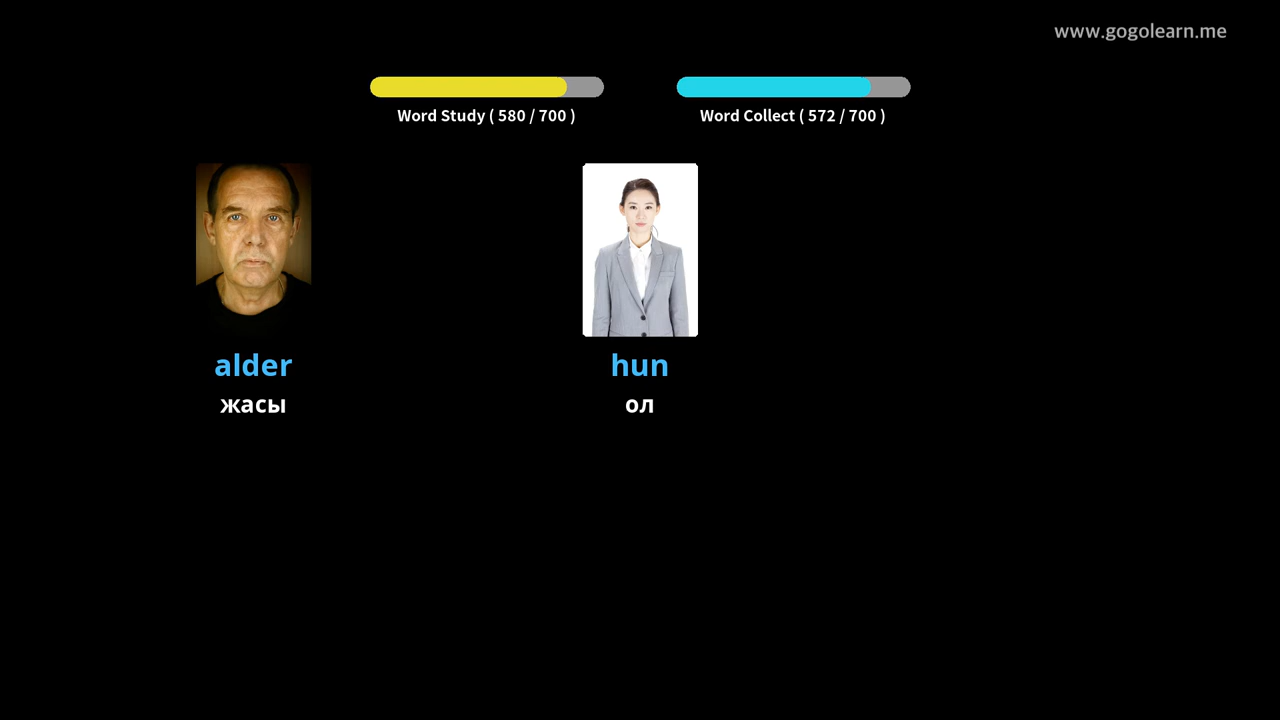 www.gogolearn.me
Word Study ( 580 / 700 )
Word Collect ( 572 / 700 )
alder
жасы
hun
ол